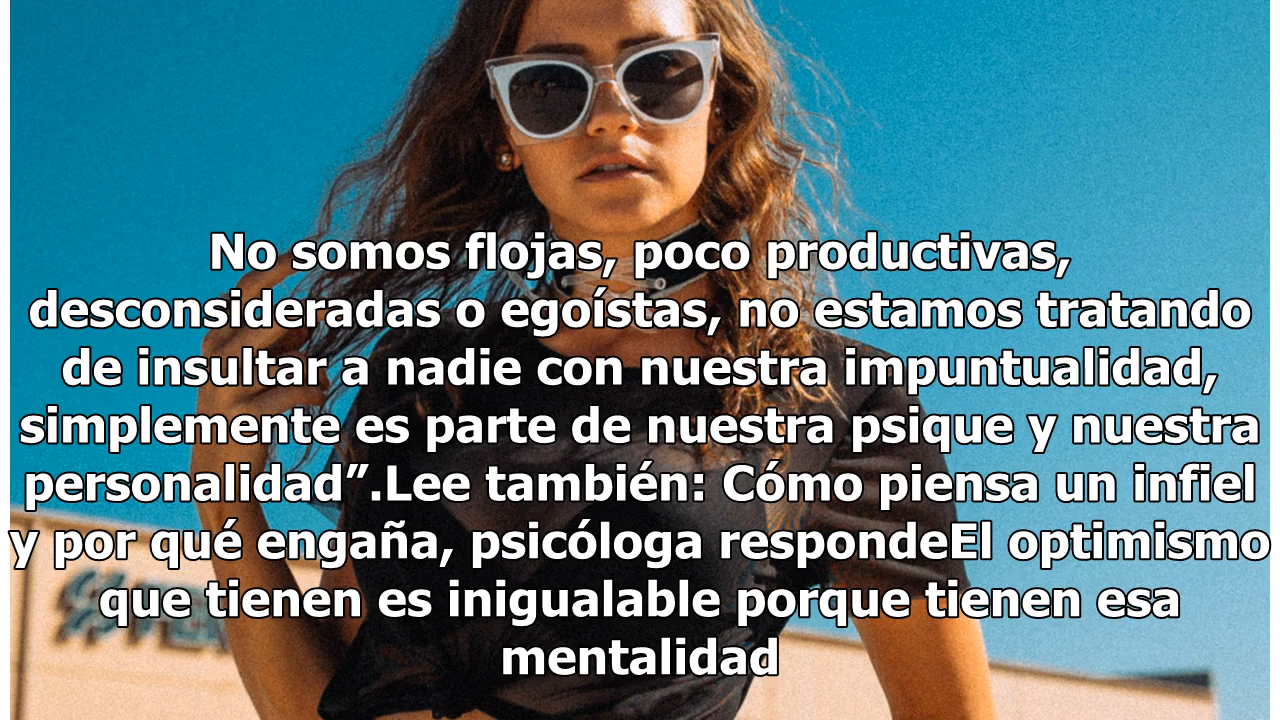 No somos flojas, poco productivas,
desconsideradas o egoístas, no estamos tratando
de insultar a nadie con nuestra impuntualidad,
simplemente es parte de nuestra psique y nuestra
personalidad”.Lee también: Cómo piensa un infiel
y por qué engaña, psicóloga respondeEl optimismo
que tienen es inigualable porque tienen esa
mentalidad